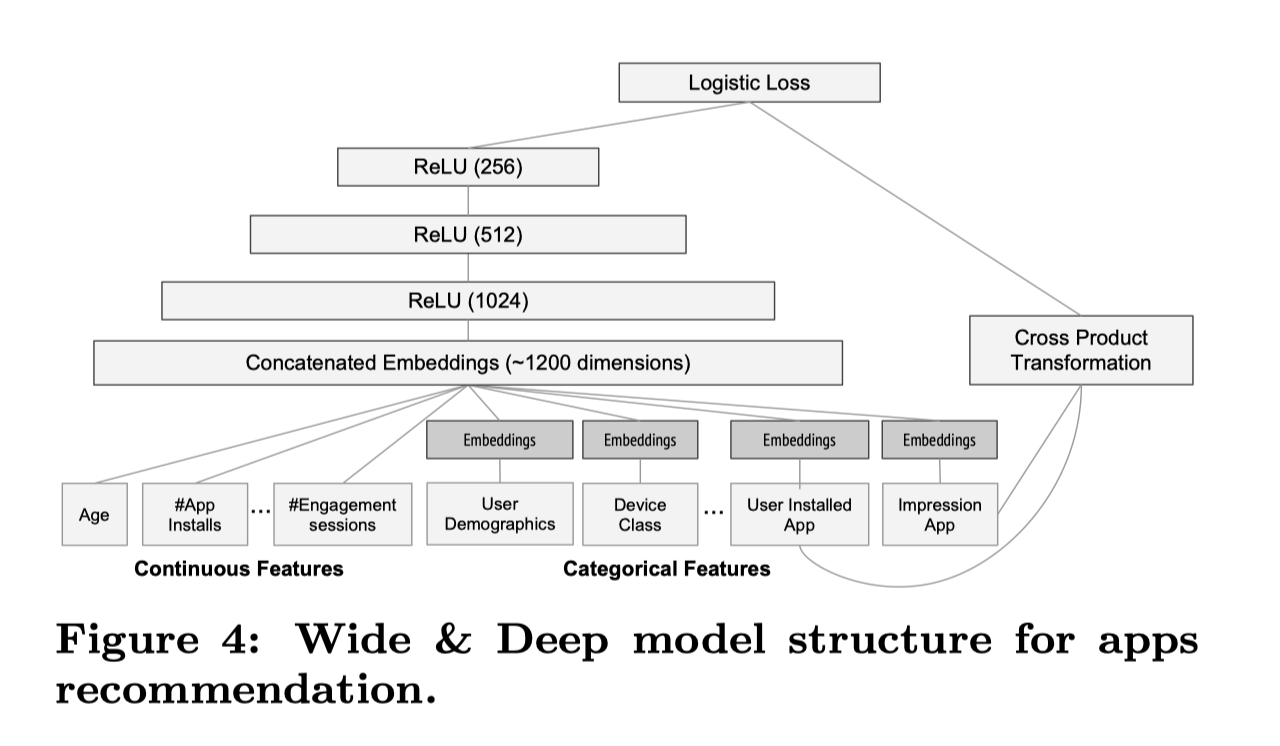 Logistic Loss
ReLU (256)
ReLU (512)
ReLU (1024)
Concatenated Embeddings (~1200 dimensions)
Cross Product
Transformation
Embeddings
Embeddings
Embeddings
Embeddings
Age
#App
Installs
...
#Engagement
sessions
User
Demographics
Device
Class
...
User Installed
App
Impression
App
Continuous Features
Categorical Features
Figure 4: Wide & Deep model structure for apps
recommendation.